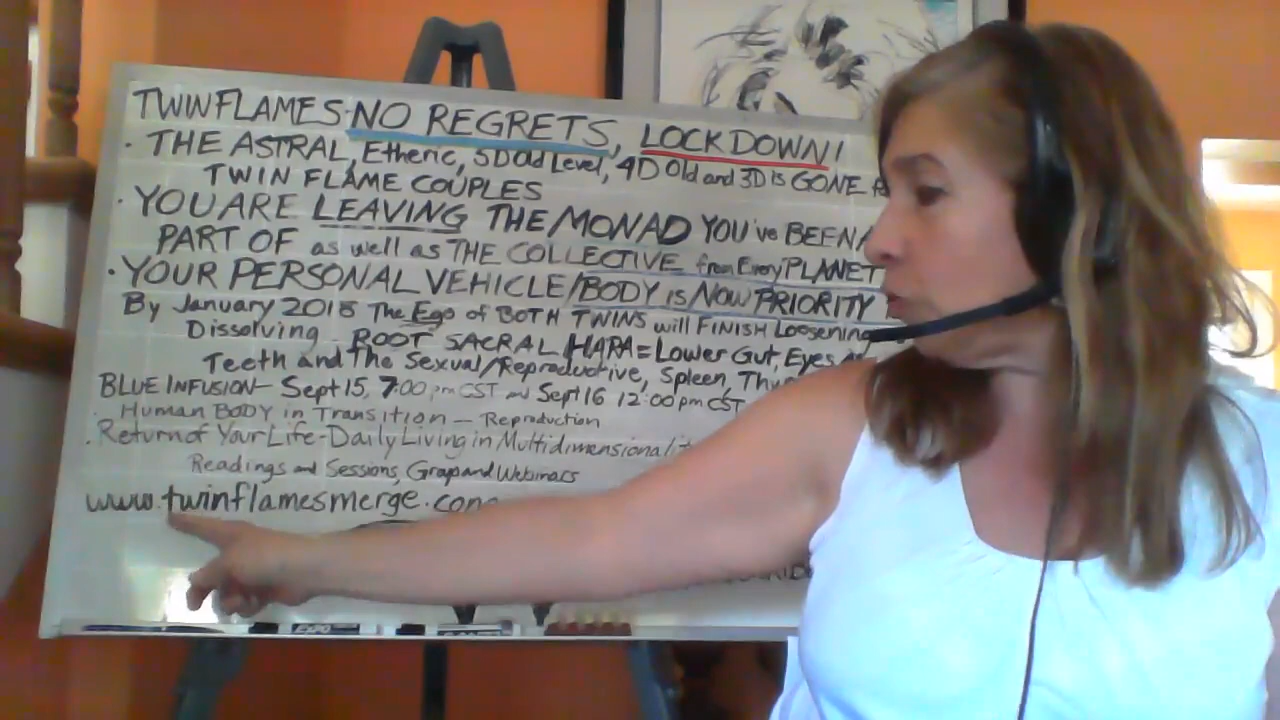 TWIN FLAMES-NO REGRETS, LOCKDOWN!
• THE ASTRAL, Etheric, 5D Old Level, 4D Old and 3D is GONE
TWIN FLAME COUPLES
• YOU ARE LEAVING THE MONAD YOU'VE BEEN A
PART OF as well as THE COLLECTIVE from Every PLANET
• YOUR PERSONAL VEHICLE/BODY is NOW PRIORITY
By January 2018 The Ego of BOTH TWINS will FINISH Loosening
Dissolving ROOT SACRAL HARA = Lower Gut, Eyes
Teeth and The Sexual/Reproductive, Spleen,
BLUE INFUSION- Sept 15, 7:00 pm CST and Sept 16 12:00 pm CST
Human BODY in Transition - Reproduction
• Return of Your Life-Daily Living in Multidimensionalit
Readings and Sessions, Group and Webinars
www.twinflamesmerge.com
EXPO